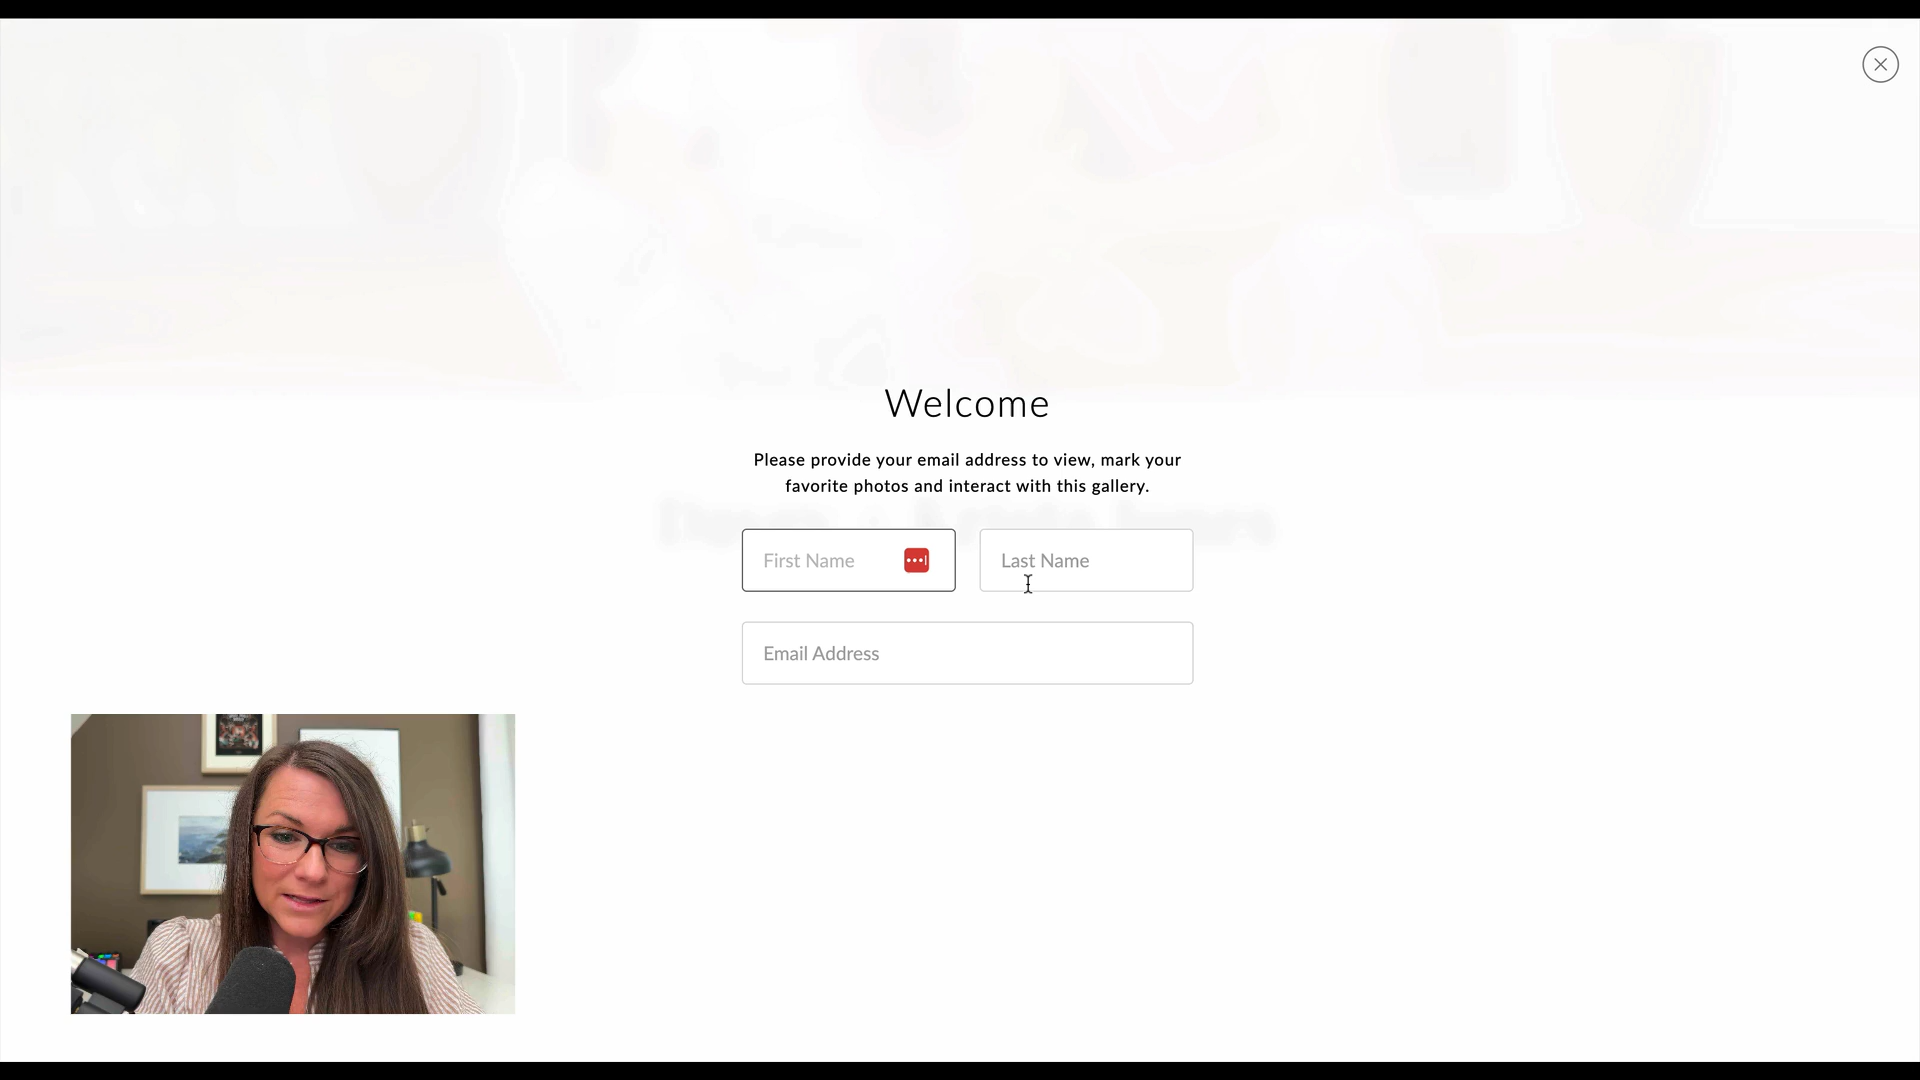 Welcome
Please provide your email address to view, mark your
favorite photos and interact with this gallery.
First Name
Last Name
Email Address